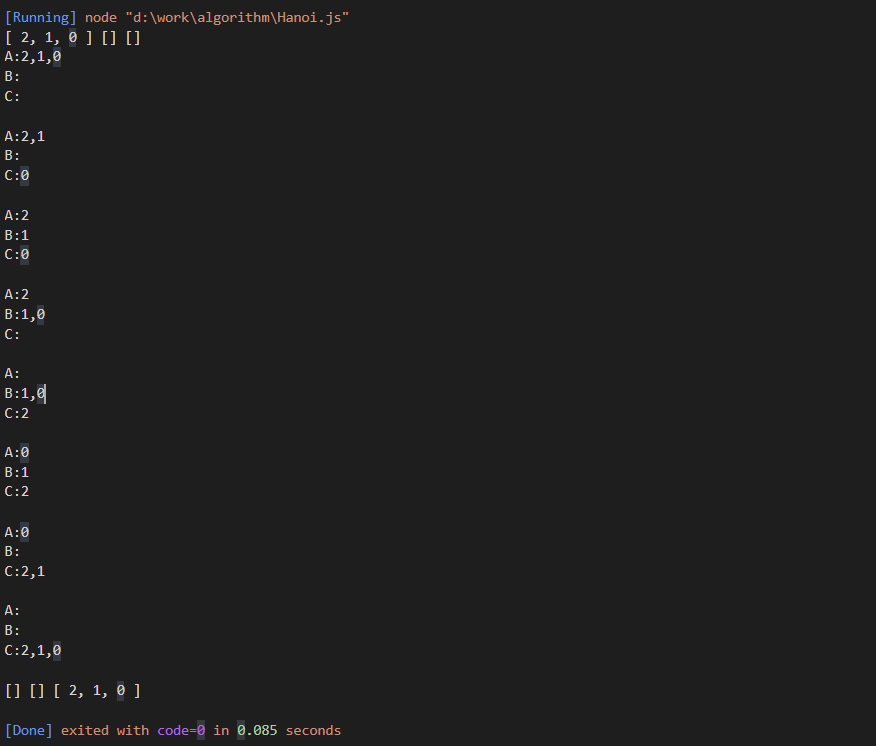 [Running] node "d:\work\algorithm\Hanoi.js"
[ 2, 1, 0 ] [] []
A:2,1,0
B:
C:

A:2,1
B:
C:0

A:2
B:1
C:0

A:2
B:1,0
C:

A:
B:1,0
C:2

A:0
B:1
C:2

A:0
B:
C:2,1

A:
B:
C:2,1,0

[] [] [ 2, 1, 0 ]

[Done] exited with code=0 in 0.085 seconds